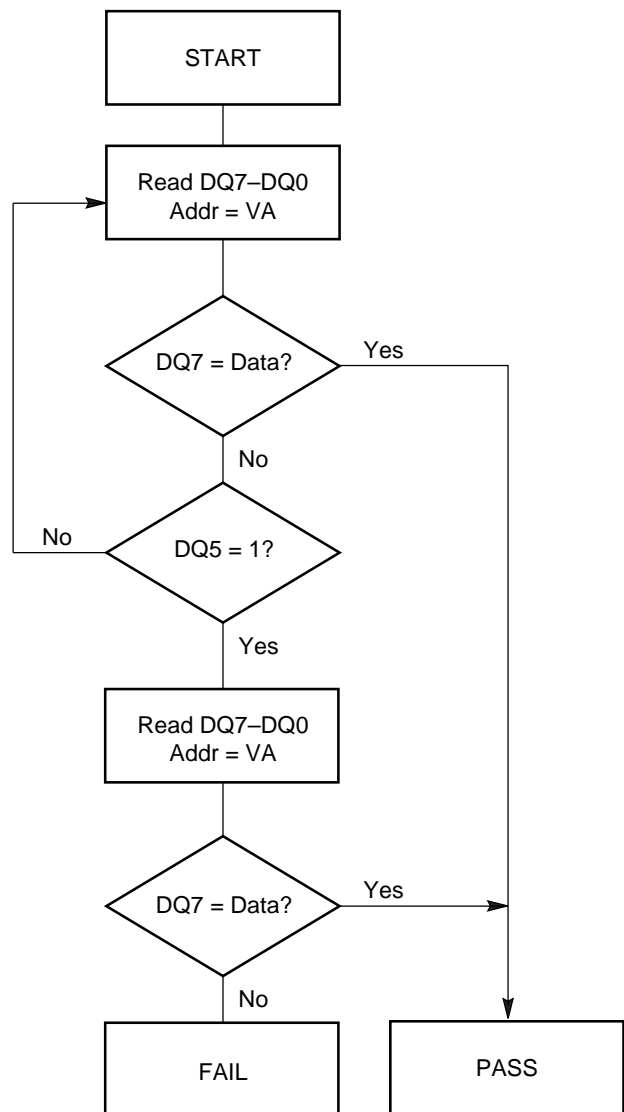 START
Read DQ7–DQ0
Addr = VA
DQ7 = Data?
Yes
No
No
DQ5 = 1?
Yes
Read DQ7–DQ0
Addr = VA
DQ7 = Data?
Yes
No
FAIL
PASS